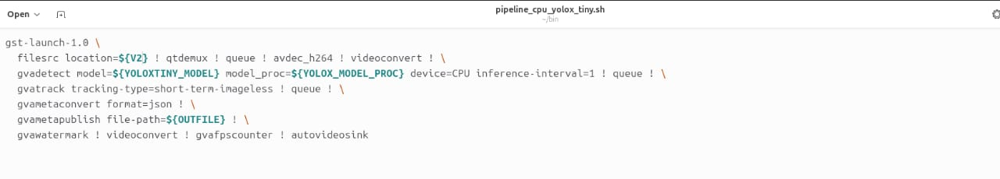 Open
pipeline_cpu_yolox_tiny.sh
~/bin
gst-launch-1.0 \
filesrc location=${V2} ! qtdemux ! queue ! avdec_h264 ! videoconvert ! \
gvadetect model=${YOLOXTINY_MODEL} model_proc=${YOLOX_MODEL_PROC} device=CPU inference-interval=1 ! queue ! \
gvatrack tracking-type=short-term-imageless ! queue ! \
gvametaconvert format=json ! \
gvametapublish file-path=${OUTFILE} ! \
gvawatermark ! videoconvert ! gvafpscounter ! autovideosink